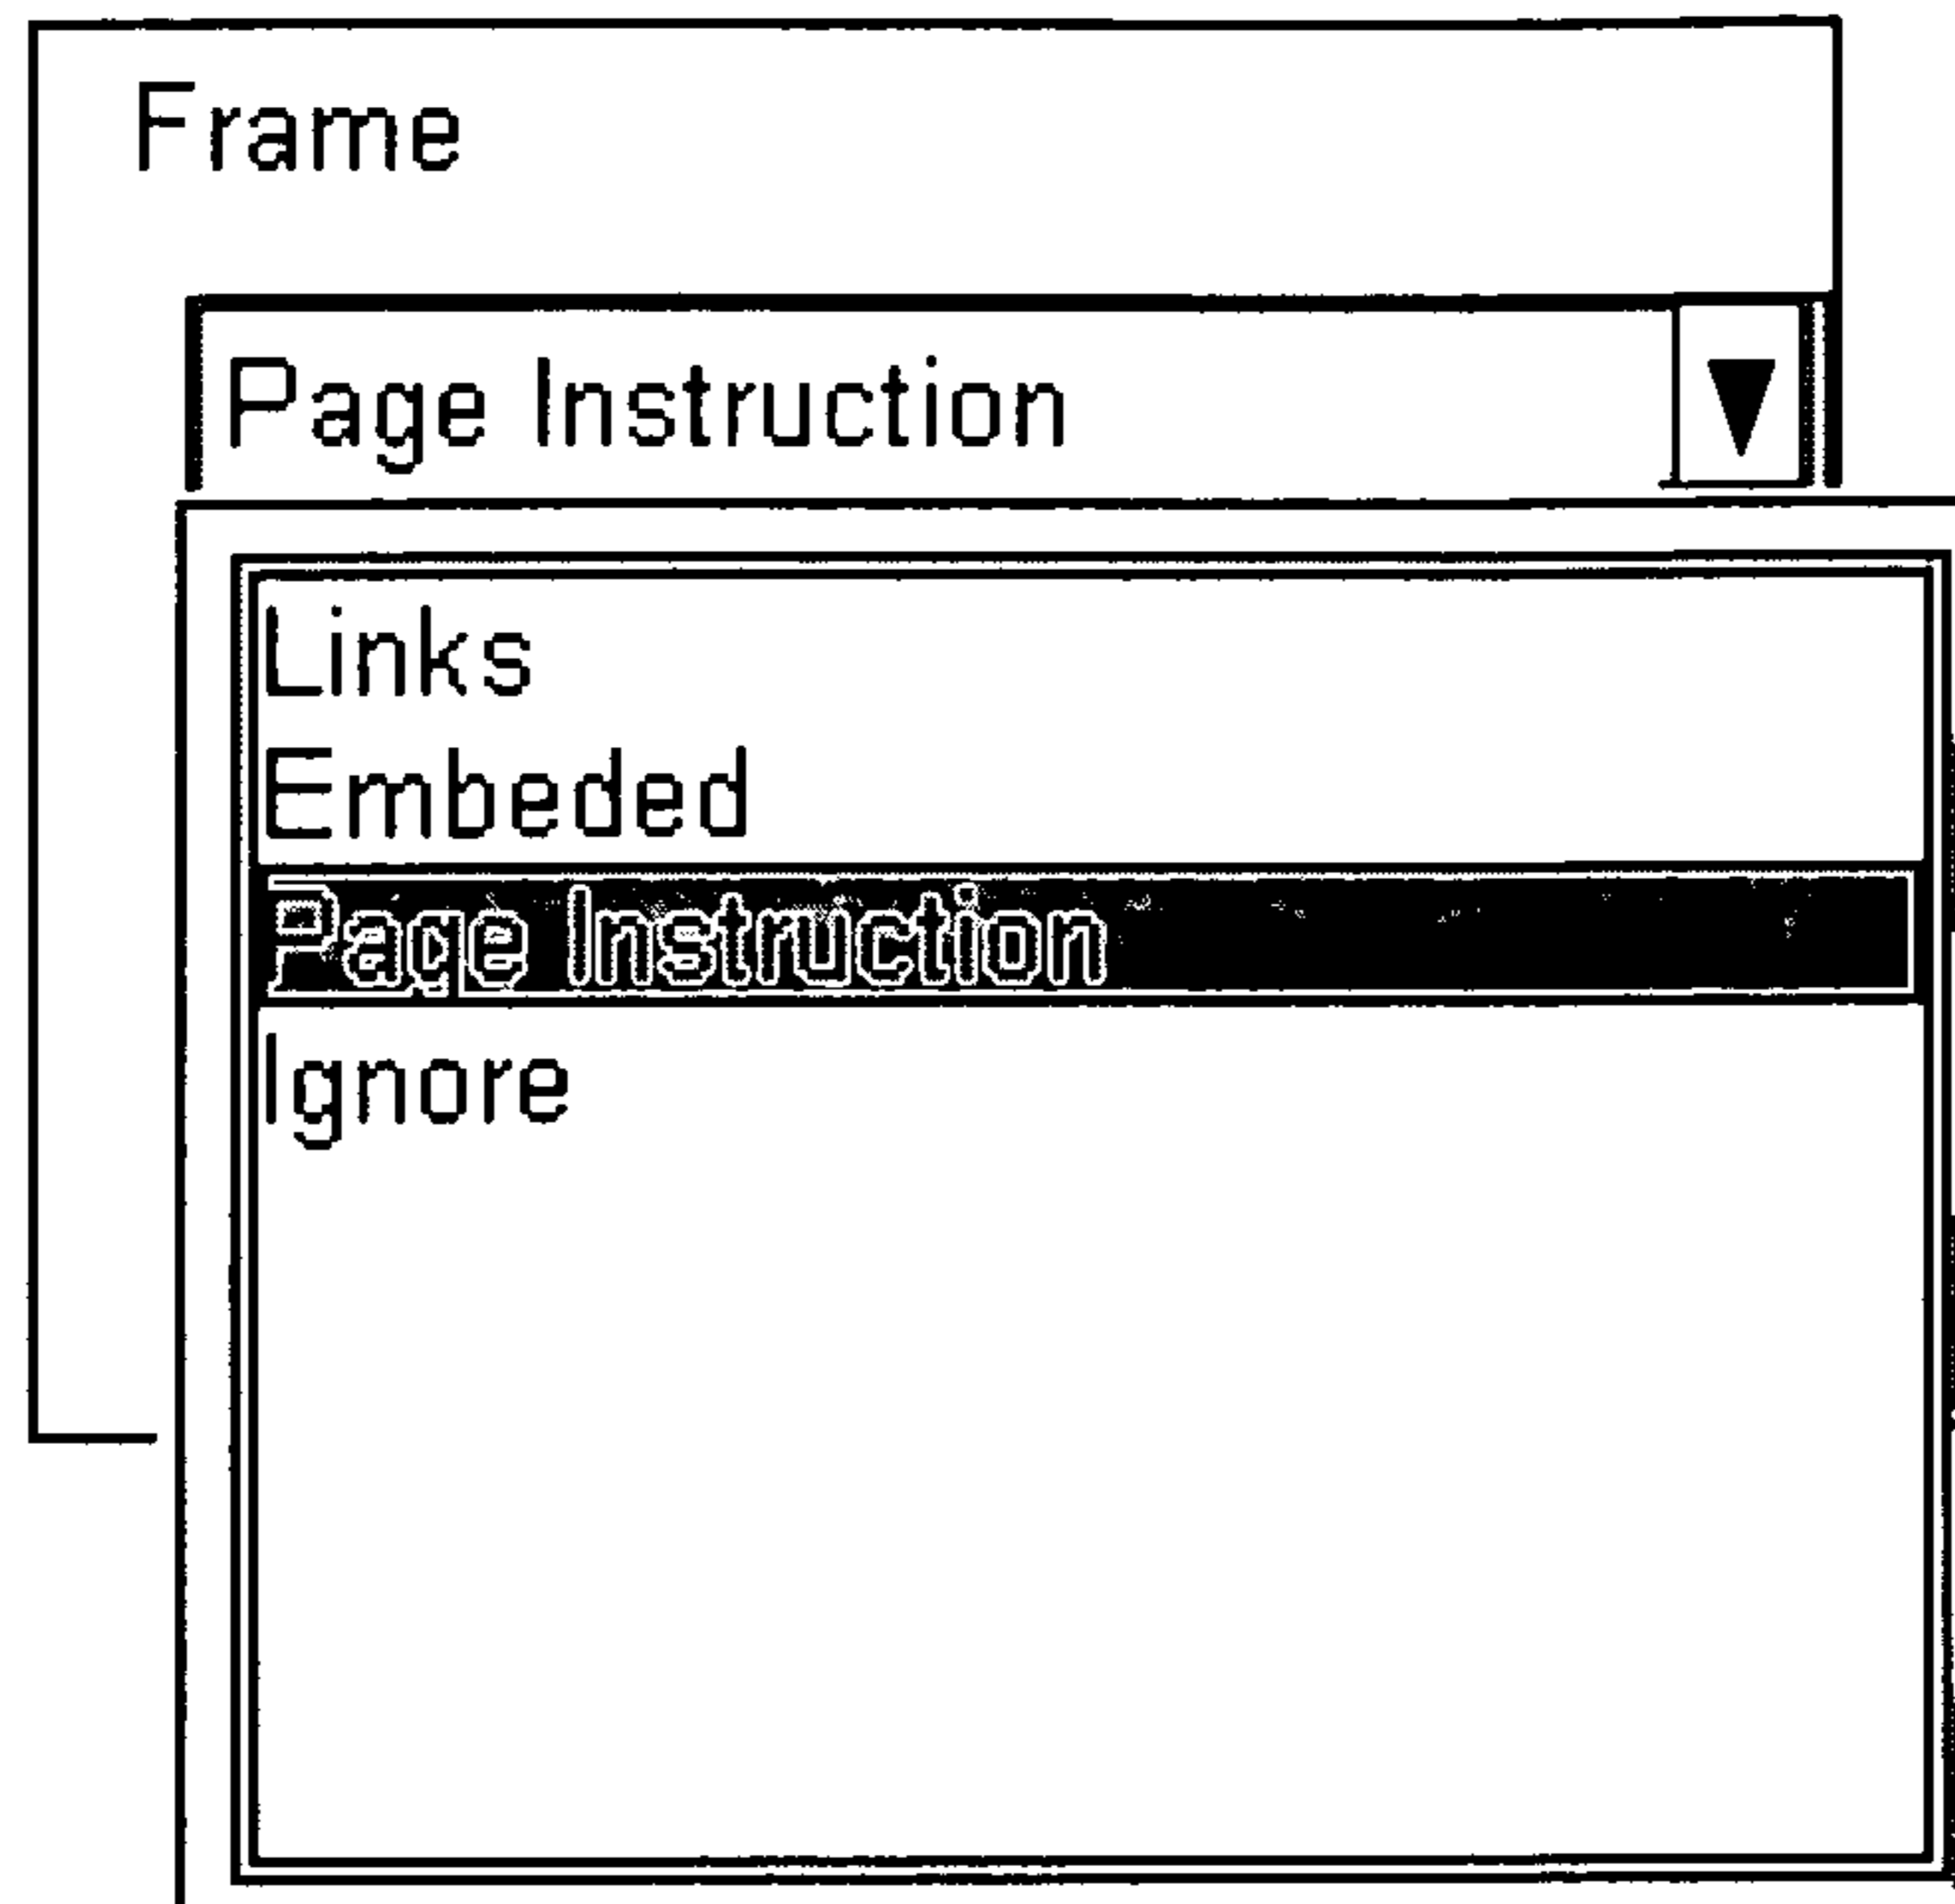 Frame
Page Instruction
Links
Embeded
Page Instruction
Ignore